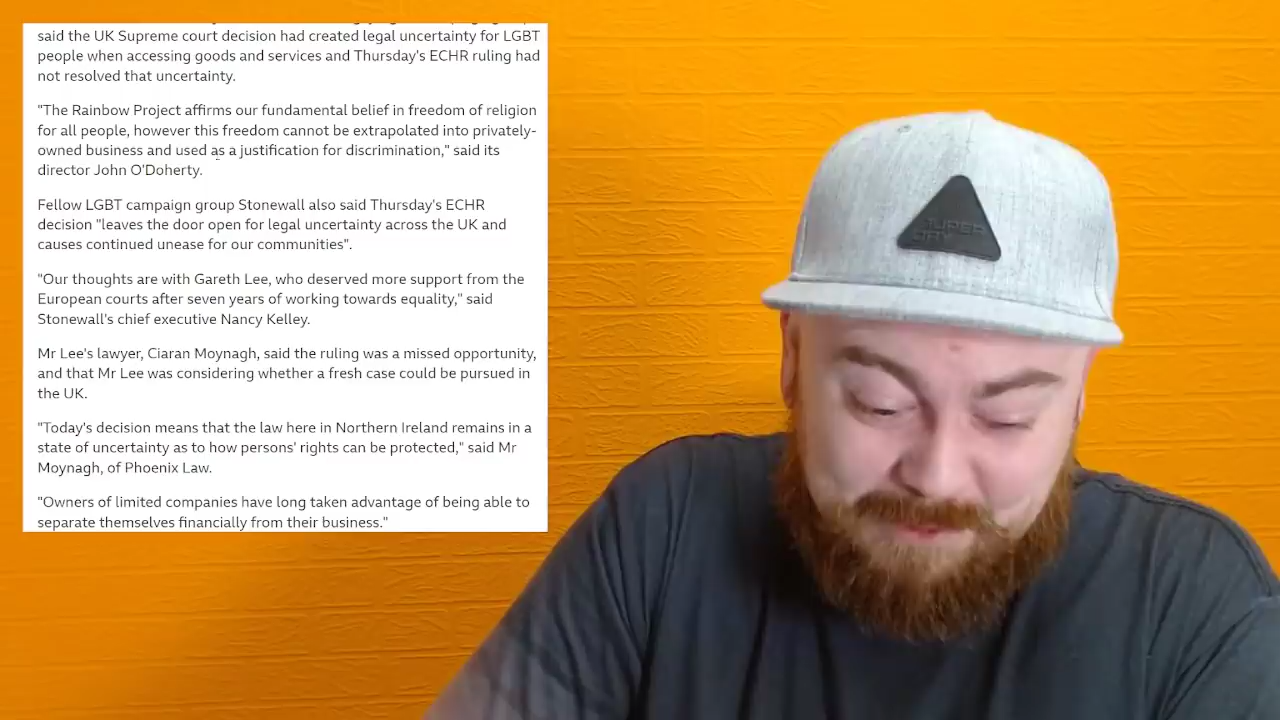 said the UK Supreme court decision had created legal uncertainty for LGBT
people when accessing goods and services and Thursday's ECHR ruling had
not resolved that uncertainty.
"The Rainbow Project affirms our fundamental belief in freedom of religion
for all people, however this freedom cannot be extrapolated into privately-
owned business and used as a justification for discrimination," said its
director John O'Doherty.
Fellow LGBT campaign group Stonewall also said Thursday's ECHR
decision "leaves the door open for legal uncertainty across the UK and
causes continued unease for our communities".
"Our thoughts are with Gareth Lee, who deserved more support from the
European courts after seven years of working towards equality," said
Stonewall's chief executive Nancy Kelley.
Mr Lee's lawyer, Ciaran Moynagh, said the ruling was a missed opportunity,
and that Mr Lee was considering whether a fresh case could be pursued in
the UK.
"Today's decision means that the law here in Northern Ireland remains in a
state of uncertainty as to how persons' rights can be protected," said Mr
Moynagh, of Phoenix Law.
"Owners of limited companies have long taken advantage of being able to
separate themselves financially from their business."
SUPER
DRY